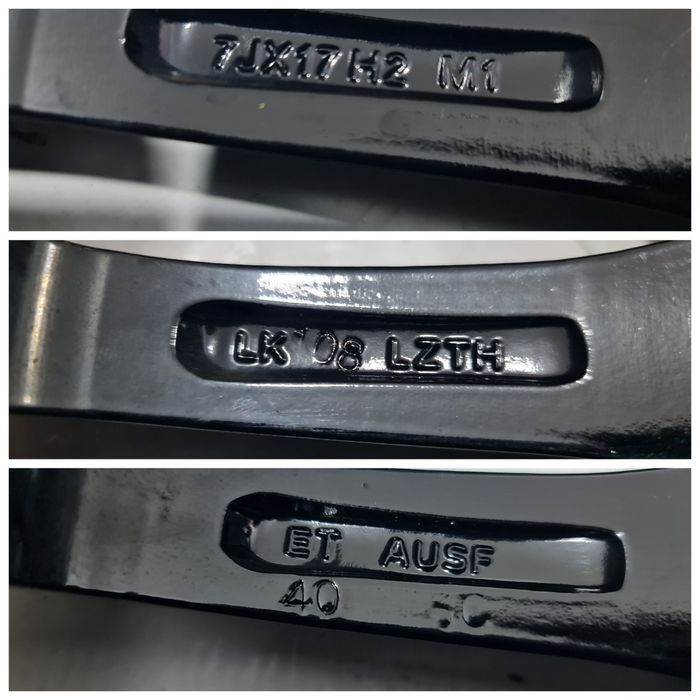 7JX17H2 M1
LK 108 LZTH
ET AUSF
40